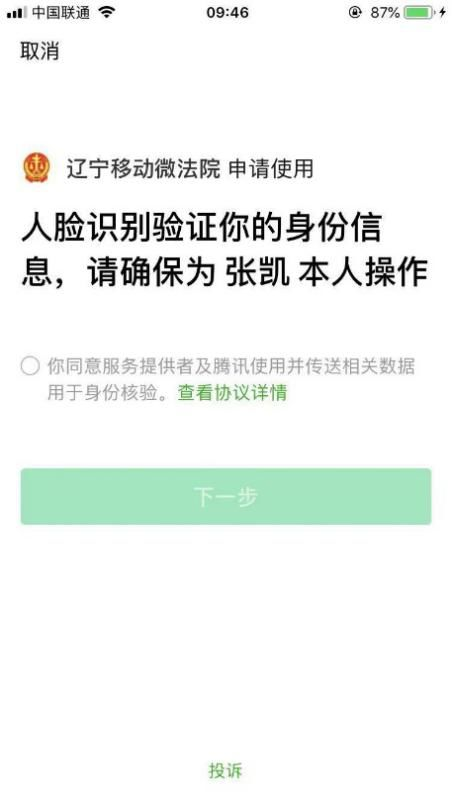 中国联通
09:46
87%
取消
辽宁移动微法院 申请使用
人脸识别验证你的身份信
息，请确保为 张凯 本人操作
你同意服务提供者及腾讯使用并传送相关数据
用于身份核验。查看协议详情
下一步
投诉